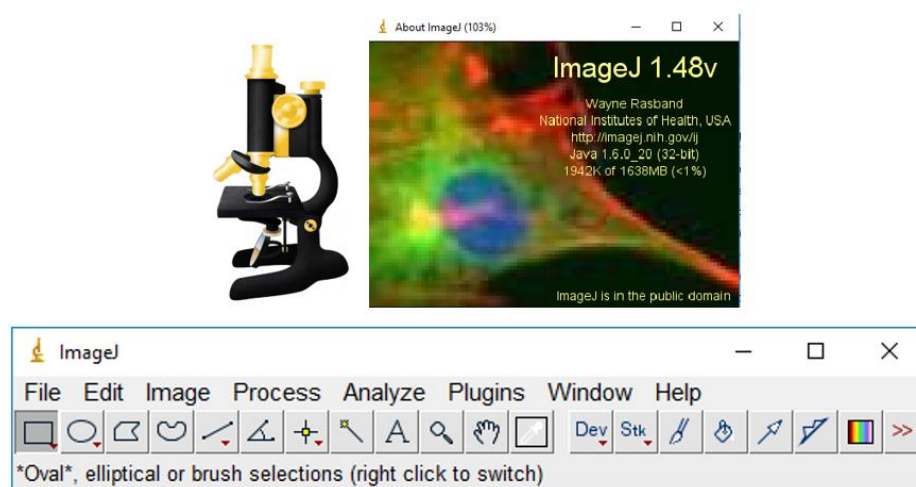 About ImageJ (103%)
ImageJ 1.48v
Wayne Rasband
National Institutes of Health, USA
http://imagej.nih.gov/ij
Java 1.6.0_20 (32-bit)
1942K of 1638MB (<1%)
ImageJ is in the public domain
ImageJ
File Edit Image Process Analyze Plugins Window Help
A Dev Stk >>
*Oval*, elliptical or brush selections (right click to switch)